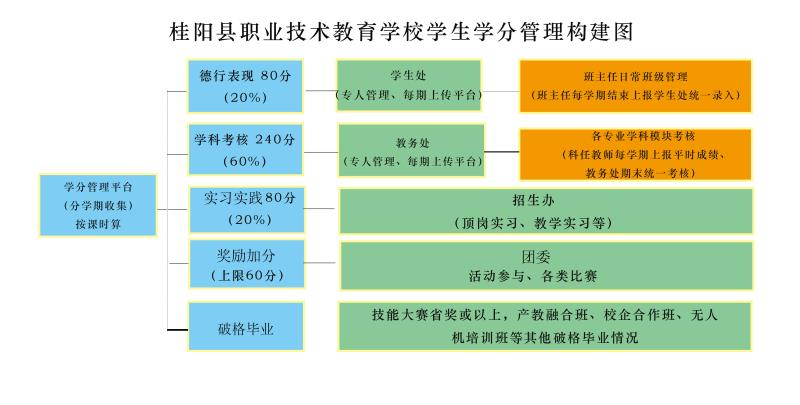 桂阳县职业技术教育学校学生学分管理构建图
学分管理平台
(分学期收集)
按课时算
德行表现 80分
(20%)
学生处
(专人管理、每期上传平台)
班主任日常班级管理
(班主任每学期结束上报学生处统一录入)
学科考核 240分
(60%)
教务处
(专人管理、每期上传平台)
各专业学科模块考核
(科任教师每学期上报平时成绩、
教务处期末统一考核)
实习实践80分
(20%)
招生办
(顶岗实习、教学实习等)
奖励加分
(上限60分)
团委
活动参与、各类比赛
破格毕业
技能大赛省奖或以上，产教融合班、校企合作班、无人
机培训班等其他破格毕业情况